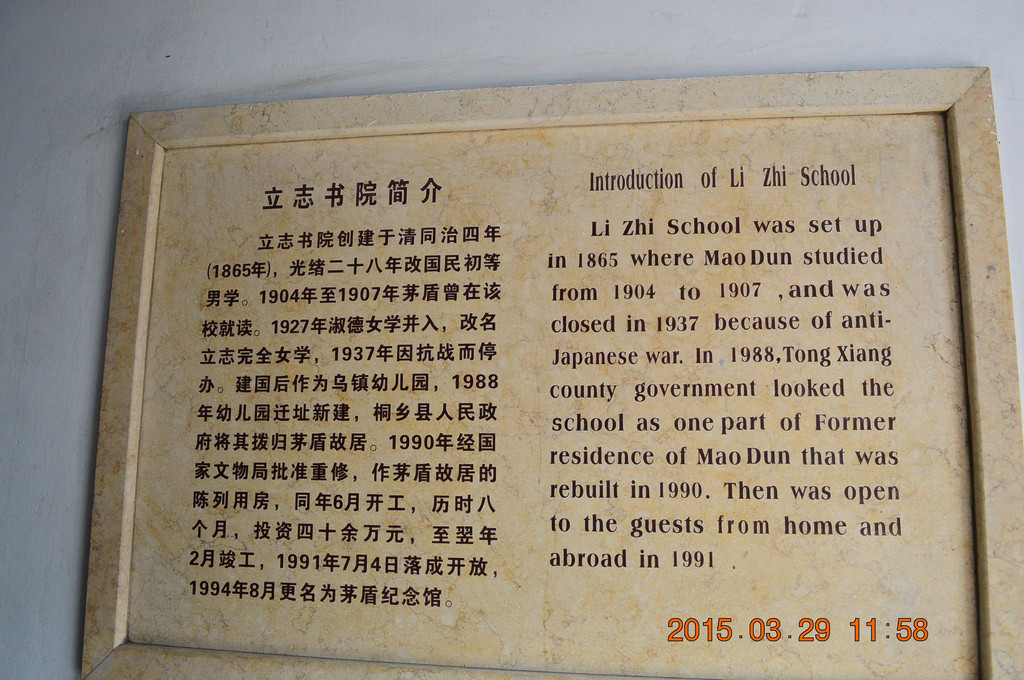 立志书院简介
立志书院创建于清同治四年
(1865年)，光绪二十八年改国民初等
男学。1904年至1907年茅盾曾在该
校就读。1927年淑德女学并入，改名
立志完全女学，1937年因抗战而停
办。建国后作为乌镇幼儿园，1988
年幼儿园迁址新建，桐乡县人民政
府将其拨归茅盾故居。1990年经国
家文物局批准重修，作茅盾故居的
陈列用房，同年6月开工，历时八
个月，投资四十余万元，至翌年
2月竣工，1991年7月4日落成开放，
1994年8月更名为茅盾纪念馆。
Introduction of Li Zhi School
Li Zhi School was set up
in 1865 where Mao Dun studied
from 1904 to 1907 ,and was
closed in 1937 because of anti-
Japanese war. In 1988,Tong Xiang
county government looked the
school as one part of Former
residence of Mao Dun that was
rebuilt in 1990. Then was open
to the guests from home and
abroad in 1991 .
2015.03.29 11:58